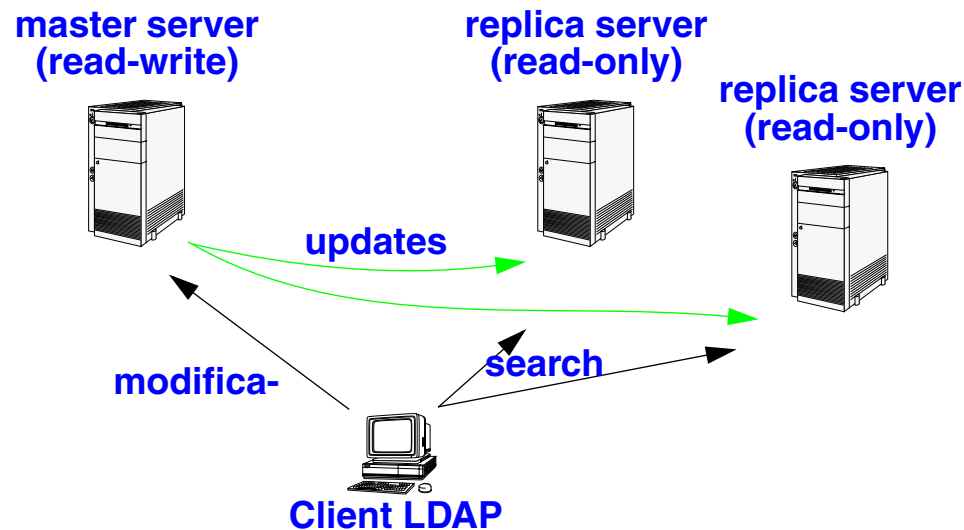 master server
(read-write)
replica server
(read-only)
replica server
(read-only)
updates
modifica-
search
Client LDAP